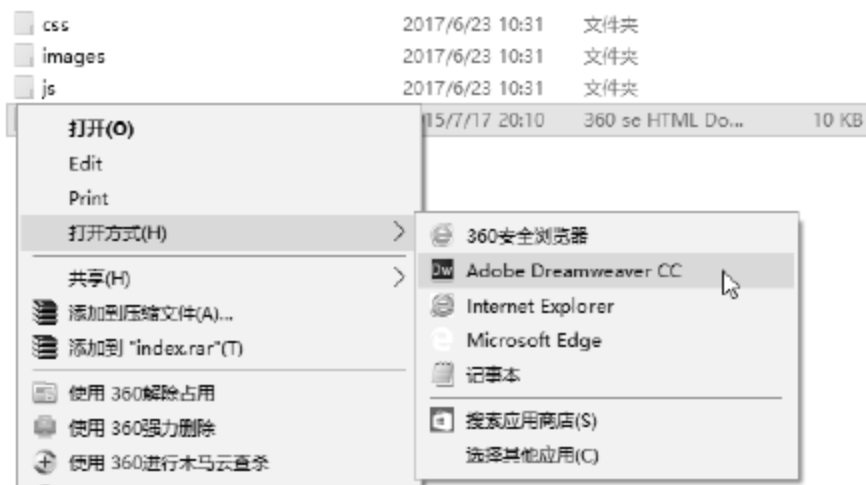 css 2017/6/23 10:31 文件夹
images 2017/6/23 10:31 文件夹
js 2017/6/23 10:31 文件夹
15/7/17 20:10 360 se HTML Do... 10 KB
打开(O)
Edit
Print
打开方式(H)
共享(H)
添加到压缩文件(A)...
添加到 "index.rar"(T)
使用 360解除占用
使用 360强力删除
使用 360进行木马云查杀
360安全浏览器
Dw Adobe Dreamweaver CC
Internet Explorer
Microsoft Edge
记事本
搜索应用商店(S)
选择其他应用(C)